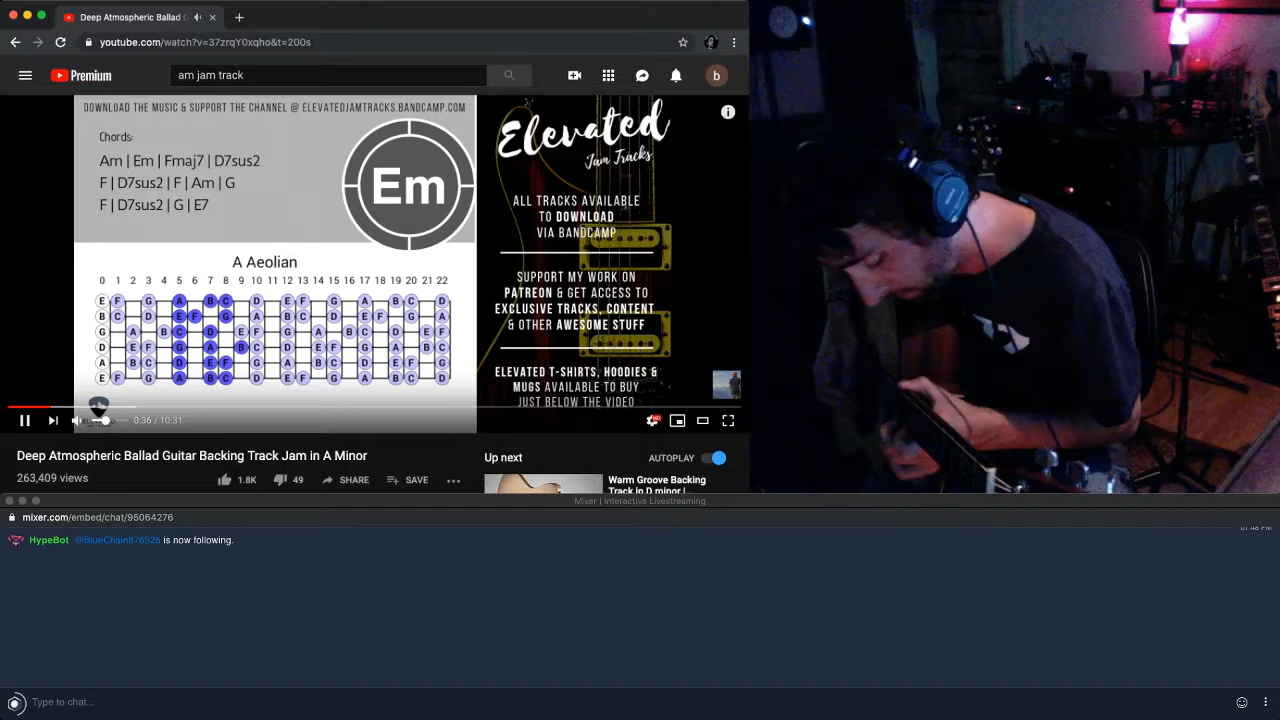 Deep Atmospheric Ballad G
youtube.com/watch?v=37zrqY0xqho&t=200s
Premium
am jam track
b
DOWNLOAD THE MUSIC & SUPPORT THE CHANNEL @ ELEVATEDJAMTRACKS.BANDCAMP.COM
Chords:
Am | Em | Fmaj7 | D7sus2
F | D7sus2 | F | Am | G
F | D7sus2 | G | E7
Em
A Aeolian
0 1 2 3 4 5 6 7 8 9 10 11 12 13 14 15 16 17 18 19 20 21 22
E F G A B C D E F G A B C D
B C D E F G A B C D E F G A
G A B C D E F G A B C D E F
D E F G A B C D E F G A B C
A B C D E F G A B C D E F G
E F G A B C D E F G A B C D
Elevated
Jam Tracks
ALL TRACKS AVAILABLE
TO DOWNLOAD
VIA BANDCAMP
SUPPORT MY WORK ON
PATREON & GET ACCESS TO
EXCLUSIVE TRACKS, CONTENT
& OTHER AWESOME STUFF
ELEVATED T-SHIRTS, HOODIES &
MUGS AVAILABLE TO BUY
JUST BELOW THE VIDEO
0:36 / 10:31
HD
Deep Atmospheric Ballad Guitar Backing Track Jam in A Minor
263,409 views
1.8K
49
SHARE
SAVE
Up next
AUTOPLAY
Warm Groove Backing
Track in D minor |
Mixer | Interactive Livestreaming
mixer.com/embed/chat/95064276
07:48 PM
HypeBot @BlueChain876525 is now following.
Type to chat...